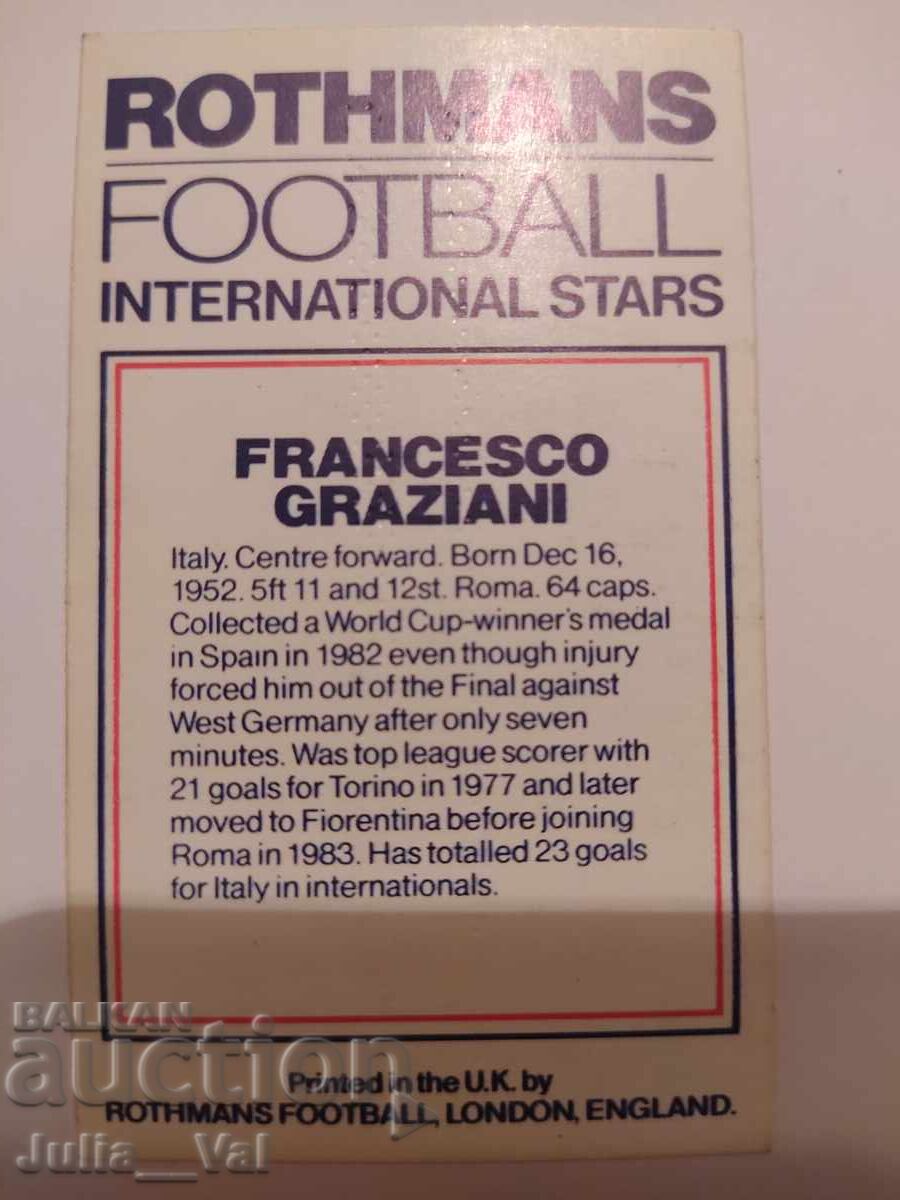 ROTHMANS
FOOTBALL
INTERNATIONAL STARS
FRANCESCO
GRAZIANI
Italy. Centre forward. Born Dec 16,
1952. 5ft 11 and 12st. Roma. 64 caps.
Collected a World Cup-winner's medal
in Spain in 1982 even though injury
forced him out of the Final against
West Germany after only seven
minutes. Was top league scorer with
21 goals for Torino in 1977 and later
moved to Fiorentina before joining
Roma in 1983. Has totalled 23 goals
for Italy in internationals.
Printed in the U.K. by
ROTHMANS FOOTBALL, LONDON, ENGLAND.
BALKAN
auction
Julia__Val